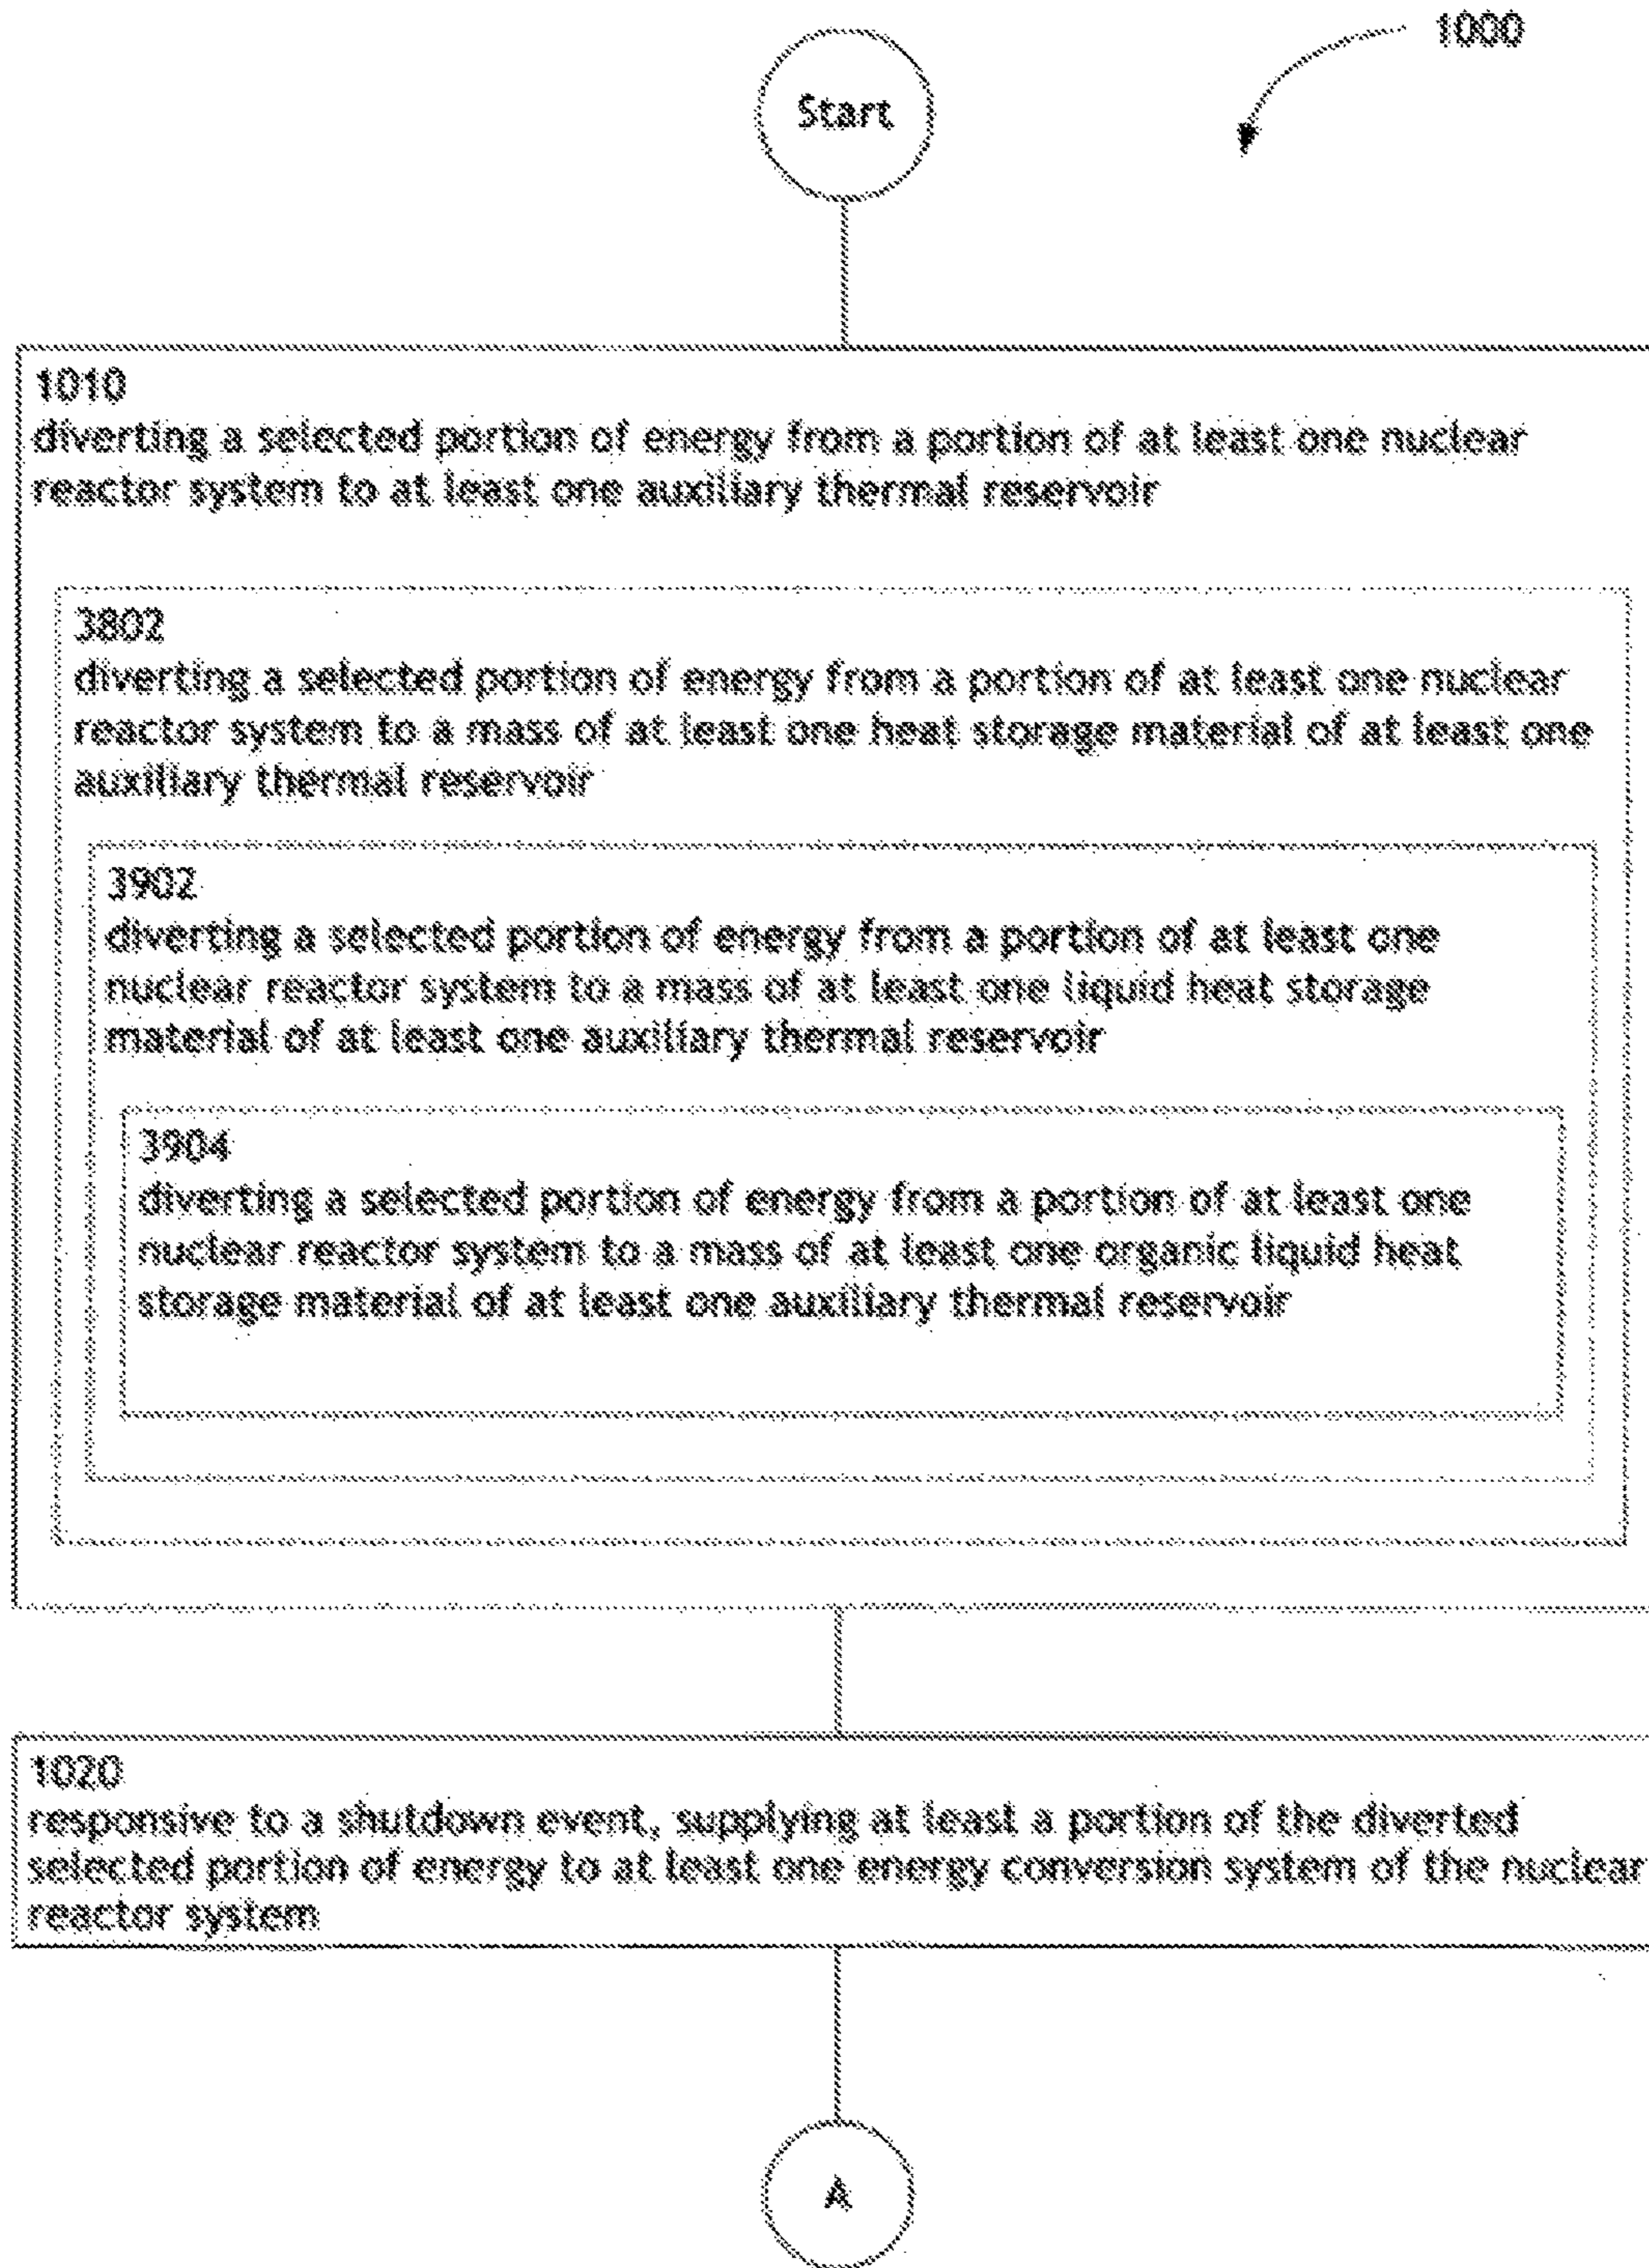 1000
Start
1010
diverting a selected portion of energy from a portion of at least one nuclear
reactor system to at least one auxiliary thermal reservoir
3802
diverting a selected portion of energy from a portion of at least one nuclear
reactor system to a mass of at least one heat storage material of at least one
auxiliary thermal reservoir
3902
diverting a selected portion of energy from a portion of at least one
nuclear reactor system to a mass of at least one liquid heat storage
material of at least one auxiliary thermal reservoir
3904
diverting a selected portion of energy from a portion of at least one
nuclear reactor system to a mass of at least one organic liquid heat
storage material of at least one auxiliary thermal reservoir
1020
responsive to a shutdown event, supplying at least a portion of the diverted
selected portion of energy to at least one energy conversion system of the nuclear
reactor system
A